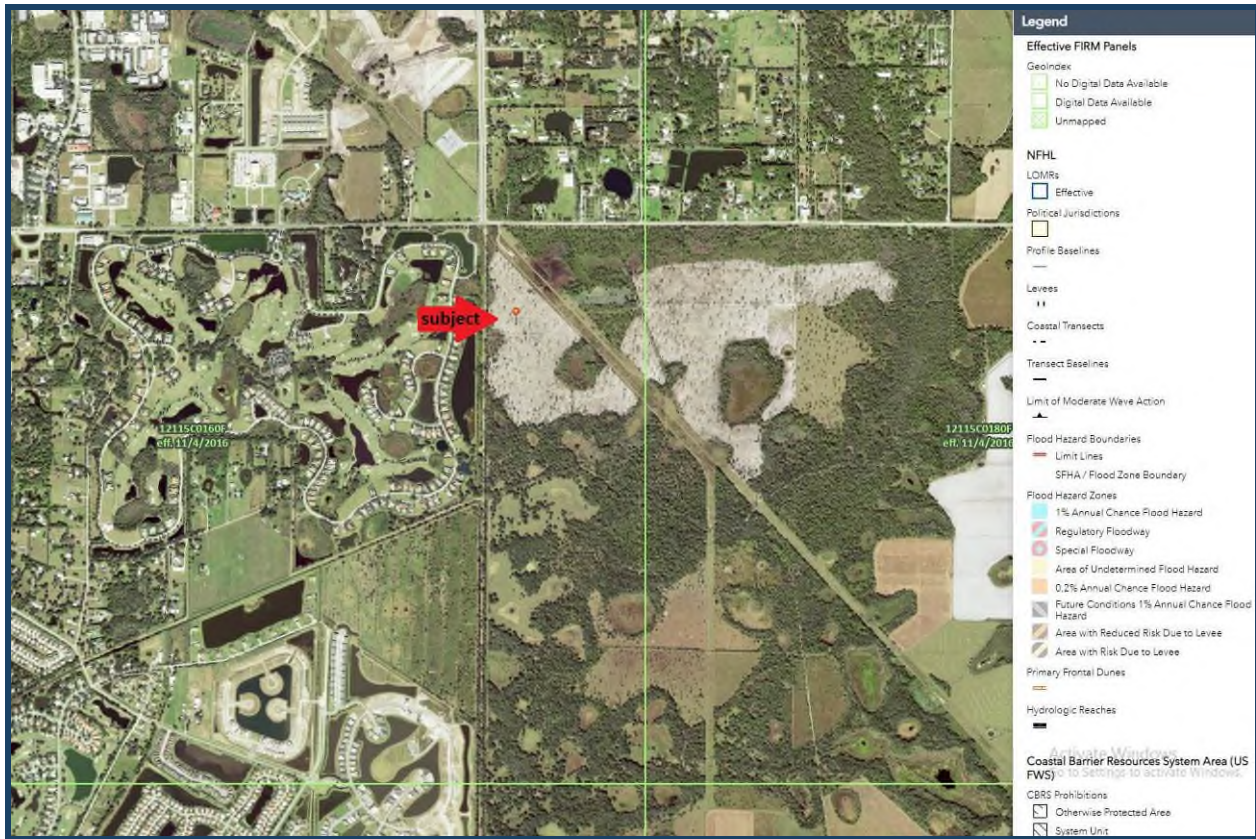 subject
12115C0160F
eff. 11/4/2016
12115C0180F
eff. 11/4/2016
Legend
Effective FIRM Panels
GeoIndex
No Digital Data Available
Digital Data Available
Unmapped
NFHL
LOMRs
Effective
Political Jurisdictions
Profile Baselines
Levees
Coastal Transects
Transect Baselines
Limit of Moderate Wave Action
Flood Hazard Boundaries
Limit Lines
SFHA / Flood Zone Boundary
Flood Hazard Zones
1% Annual Chance Flood Hazard
Regulatory Floodway
Special Floodway
Area of Undetermined Flood Hazard
0.2% Annual Chance Flood Hazard
Future Conditions 1% Annual Chance Flood
Hazard
Area with Reduced Risk Due to Levee
Area with Risk Due to Levee
Primary Frontal Dunes
Hydrologic Reaches
Activate Windows
Go to Settings to activate Windows.
Coastal Barrier Resources System Area (US
FWS)
CBRS Prohibitions
Otherwise Protected Area
System Unit